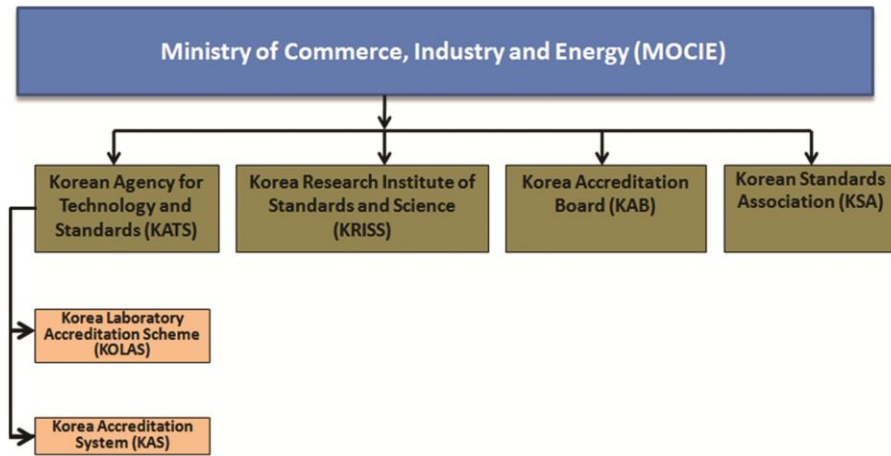 Ministry of Commerce, Industry and Energy (MOCIE)
Korean Agency for
Technology and
Standards (KATS)
Korea Research Institute of
Standards and Science
(KRISS)
Korea Accreditation
Board (KAB)
Korean Standards
Association (KSA)
Korea Laboratory
Accreditation Scheme
(KOLAS)
Korea Accreditation
System (KAS)